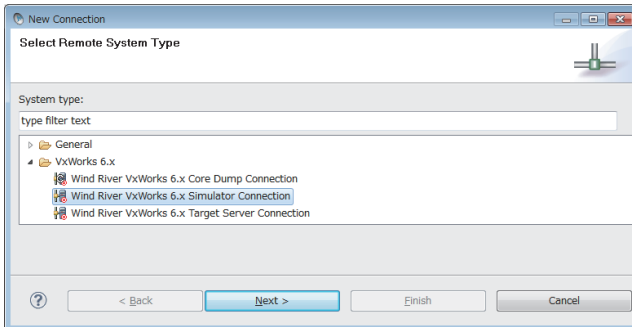 New Connection
Select Remote System Type
System type:
type filter text
General
VxWorks 6.x
Wind River VxWorks 6.x Core Dump Connection
Wind River VxWorks 6.x Simulator Connection
Wind River VxWorks 6.x Target Server Connection
? < Back Next > Finish Cancel